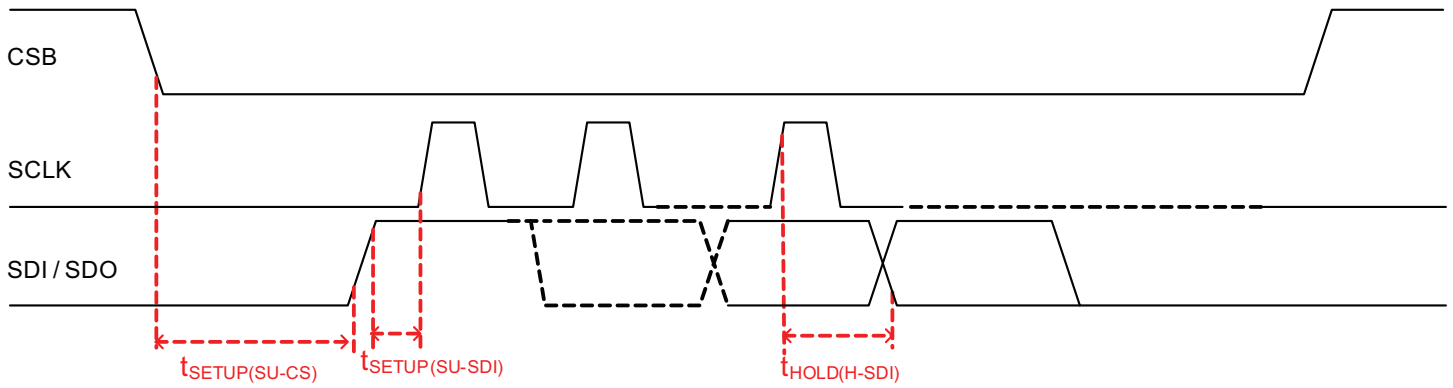 CSB
SCLK
SDI / SDO
tSETUP(SU-CS)
tSETUP(SU-SDI)
tHOLD(H-SDI)